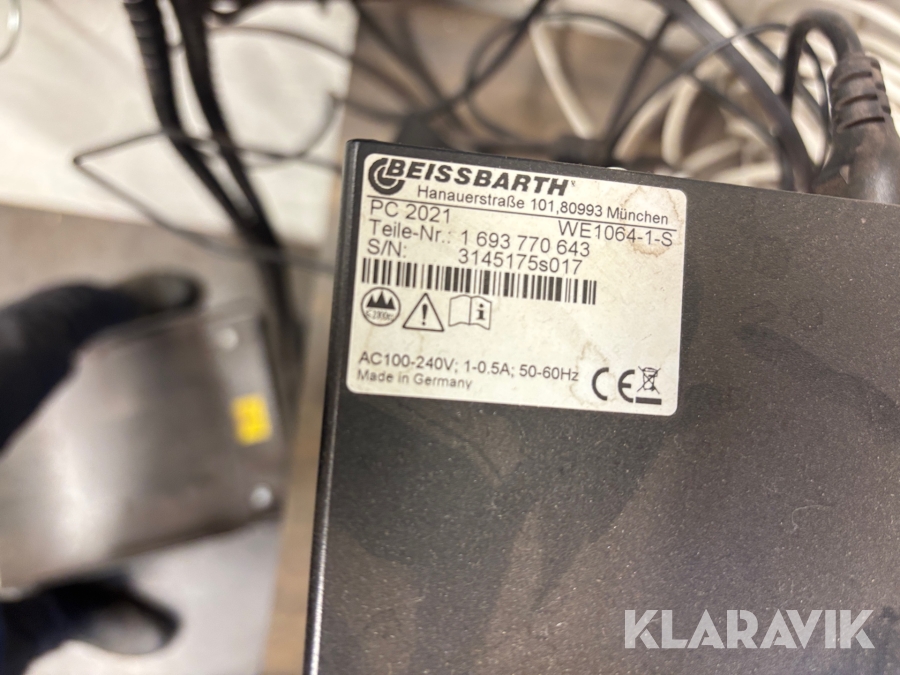 BEISSBARTH
Hanauerstraße 101,80993 München
PC 2021 WE1064-1-S
Teile-Nr.: 1 693 770 643
S/N: 3145175s017
AC100-240V; 1-0.5A; 50-60Hz
Made in Germany
CE
KLARAVIK